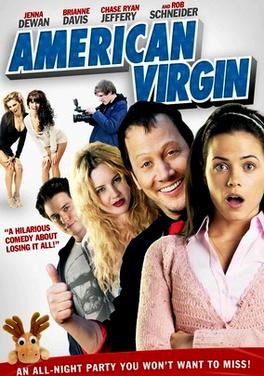 JENNA DEWAN
BRIANNE DAVIS
CHASE RYAN JEFFERY
AND ROB SCHNEIDER
AMERICAN
VIRGIN
"A HILARIOUS
COMEDY ABOUT
LOSING IT ALL!"
AN ALL-NIGHT PARTY YOU WON'T WANT TO MISS!